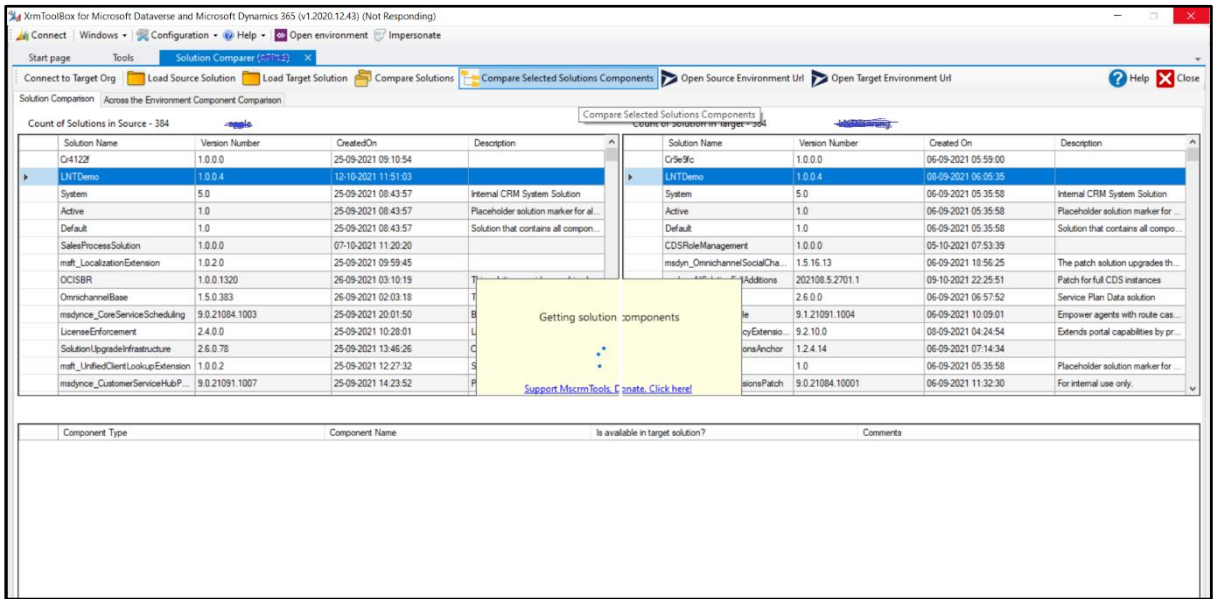 XrmToolBox for Microsoft Dataverse and Microsoft Dynamics 365 (v1.2020.12.43) (Not Responding)
Connect Windows Configuration Help Open environment Impersonate
Start page Tools Solution Comparer
Connect to Target Org Load Source Solution Load Target Solution Compare Solutions Compare Selected Solutions Components Open Source Environment Url Open Target Environment Url Help Close
Solution Comparison Across the Environment Component Comparison
Compare Selected Solutions Components
Count of Solutions in Source - 384 Count of Solution in Target - 384
Solution Name Version Number CreatedOn Description Solution Name Version Number Created On Description
Cr4122f 1.0.0.0 25-09-2021 09:10:54 Cr9e9fc 1.0.0.0 06-09-2021 05:59:00
LNTDemo 1.0.0.4 12-10-2021 11:51:03 LNTDemo 1.0.0.4 08-09-2021 06:05:35
System 5.0 25-09-2021 08:43:57 Internal CRM System Solution System 5.0 06-09-2021 05:35:58 Internal CRM System Solution
Active 1.0 25-09-2021 08:43:57 Placeholder solution marker for al... Active 1.0 06-09-2021 05:35:58 Placeholder solution marker for ...
Default 1.0 25-09-2021 08:43:57 Solution that contains all compon... Default 1.0 06-09-2021 05:35:58 Solution that contains all compo...
SalesProcessSolution 1.0.0.0 07-10-2021 11:20:20 CDSRoleManagement 1.0.0.0 05-10-2021 07:53:39
msft_LocalizationExtension 1.0.2.0 25-09-2021 09:59:45 msdyn_OmnichannelSocialCha... 1.5.16.13 06-09-2021 18:56:25 The patch solution upgrades th...
OCISBR 1.0.0.1320 26-09-2021 03:10:19 202108.5.2701.1 09-10-2021 22:25:51 Patch for full CDS instances
OmnichannelBase 1.5.0.383 26-09-2021 02:03:18 T 2.6.0.0 06-09-2021 06:57:52 Service Plan Data solution
msdynce_CoreServiceScheduling 9.0.21084.1003 25-09-2021 20:01:50 le 9.1.21091.1004 06-09-2021 10:09:01 Empower agents with route cas...
LicenseEnforcement 2.4.0.0 25-09-2021 10:28:01 cyExtensio... 9.2.10.0 08-09-2021 04:24:54 Extends portal capabilities by pr...
SolutionUpgradeInfrastructure 2.6.0.78 25-09-2021 13:46:26 onsAnchor 1.2.4.14 06-09-2021 07:14:34
msft_UnifiedClientLookupExtension 1.0.0.2 25-09-2021 12:27:32 S 1.0 06-09-2021 05:35:58 Placeholder solution marker for ...
msdynce_CustomerServiceHubP... 9.0.21091.1007 25-09-2021 14:23:52 P sionsPatch 9.0.21084.10001 06-09-2021 11:32:30 For internal use only.
Getting solution components
Support MscrmTools, Donate. Click here!
Component Type Component Name Is available in target solution? Comments